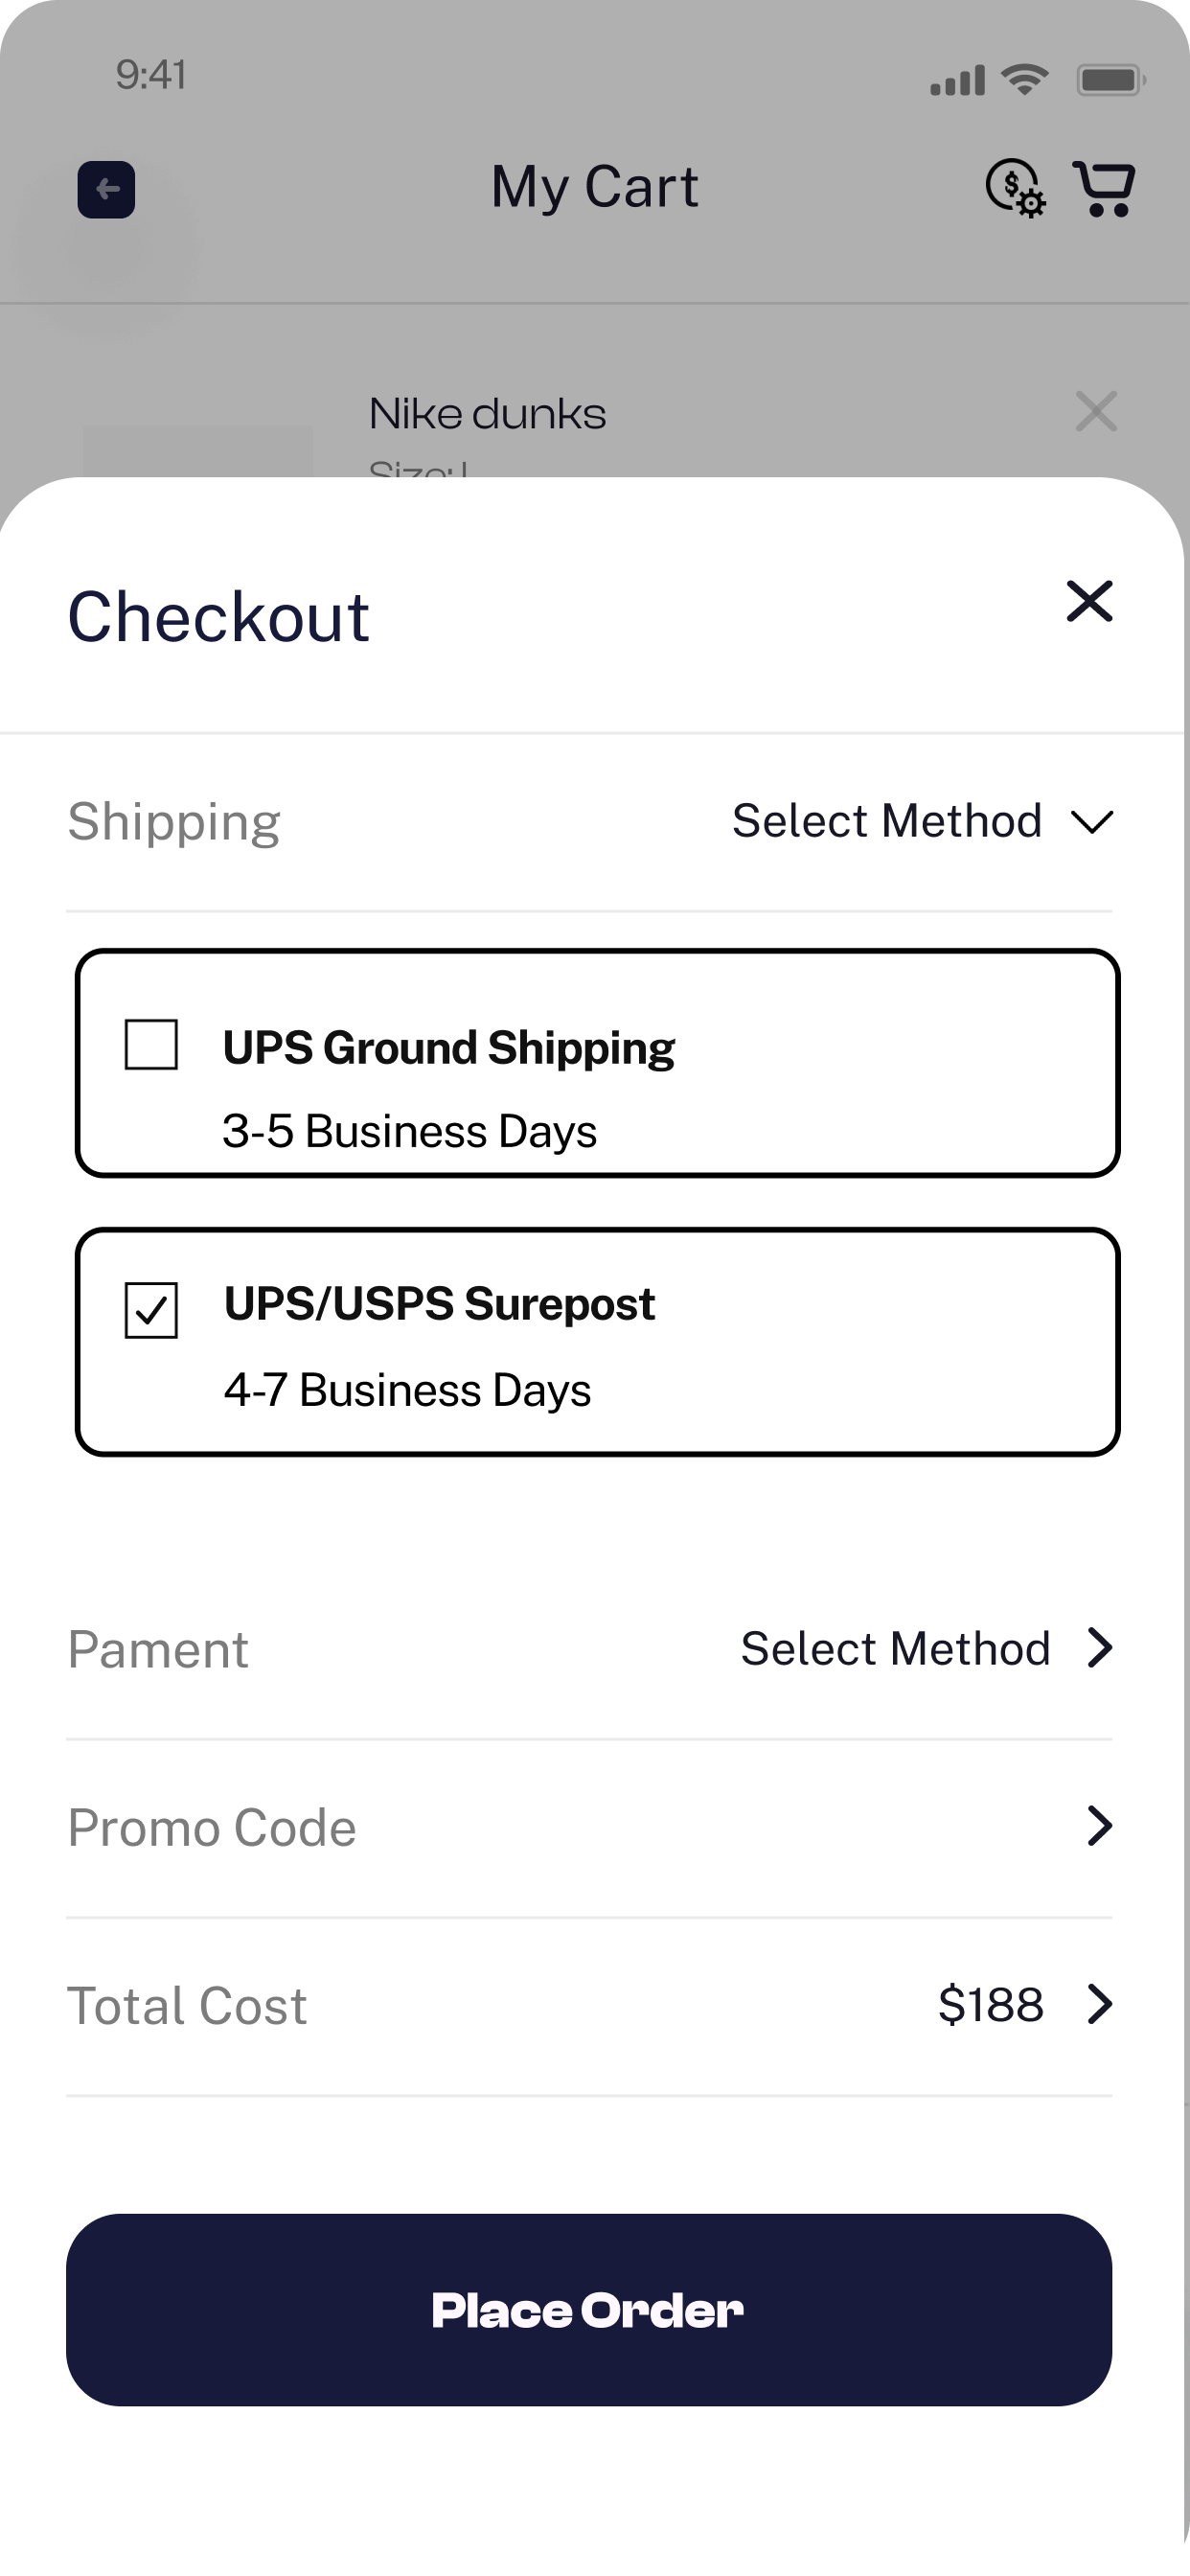 9:41
My Cart
Nike dunks
Size: L
Checkout
Shipping
Select Method
UPS Ground Shipping
3-5 Business Days
UPS/USPS Surepost
4-7 Business Days
Pament
Select Method
Promo Code
Total Cost
$188
Place Order